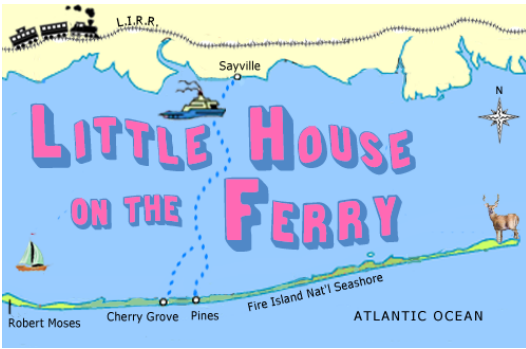 L.I.R.R.
Sayville
N
LITTLE HOUSE
ON THE FERRY
Fire Island Nat'l Seashore
Robert Moses
Cherry Grove
Pines
ATLANTIC OCEAN